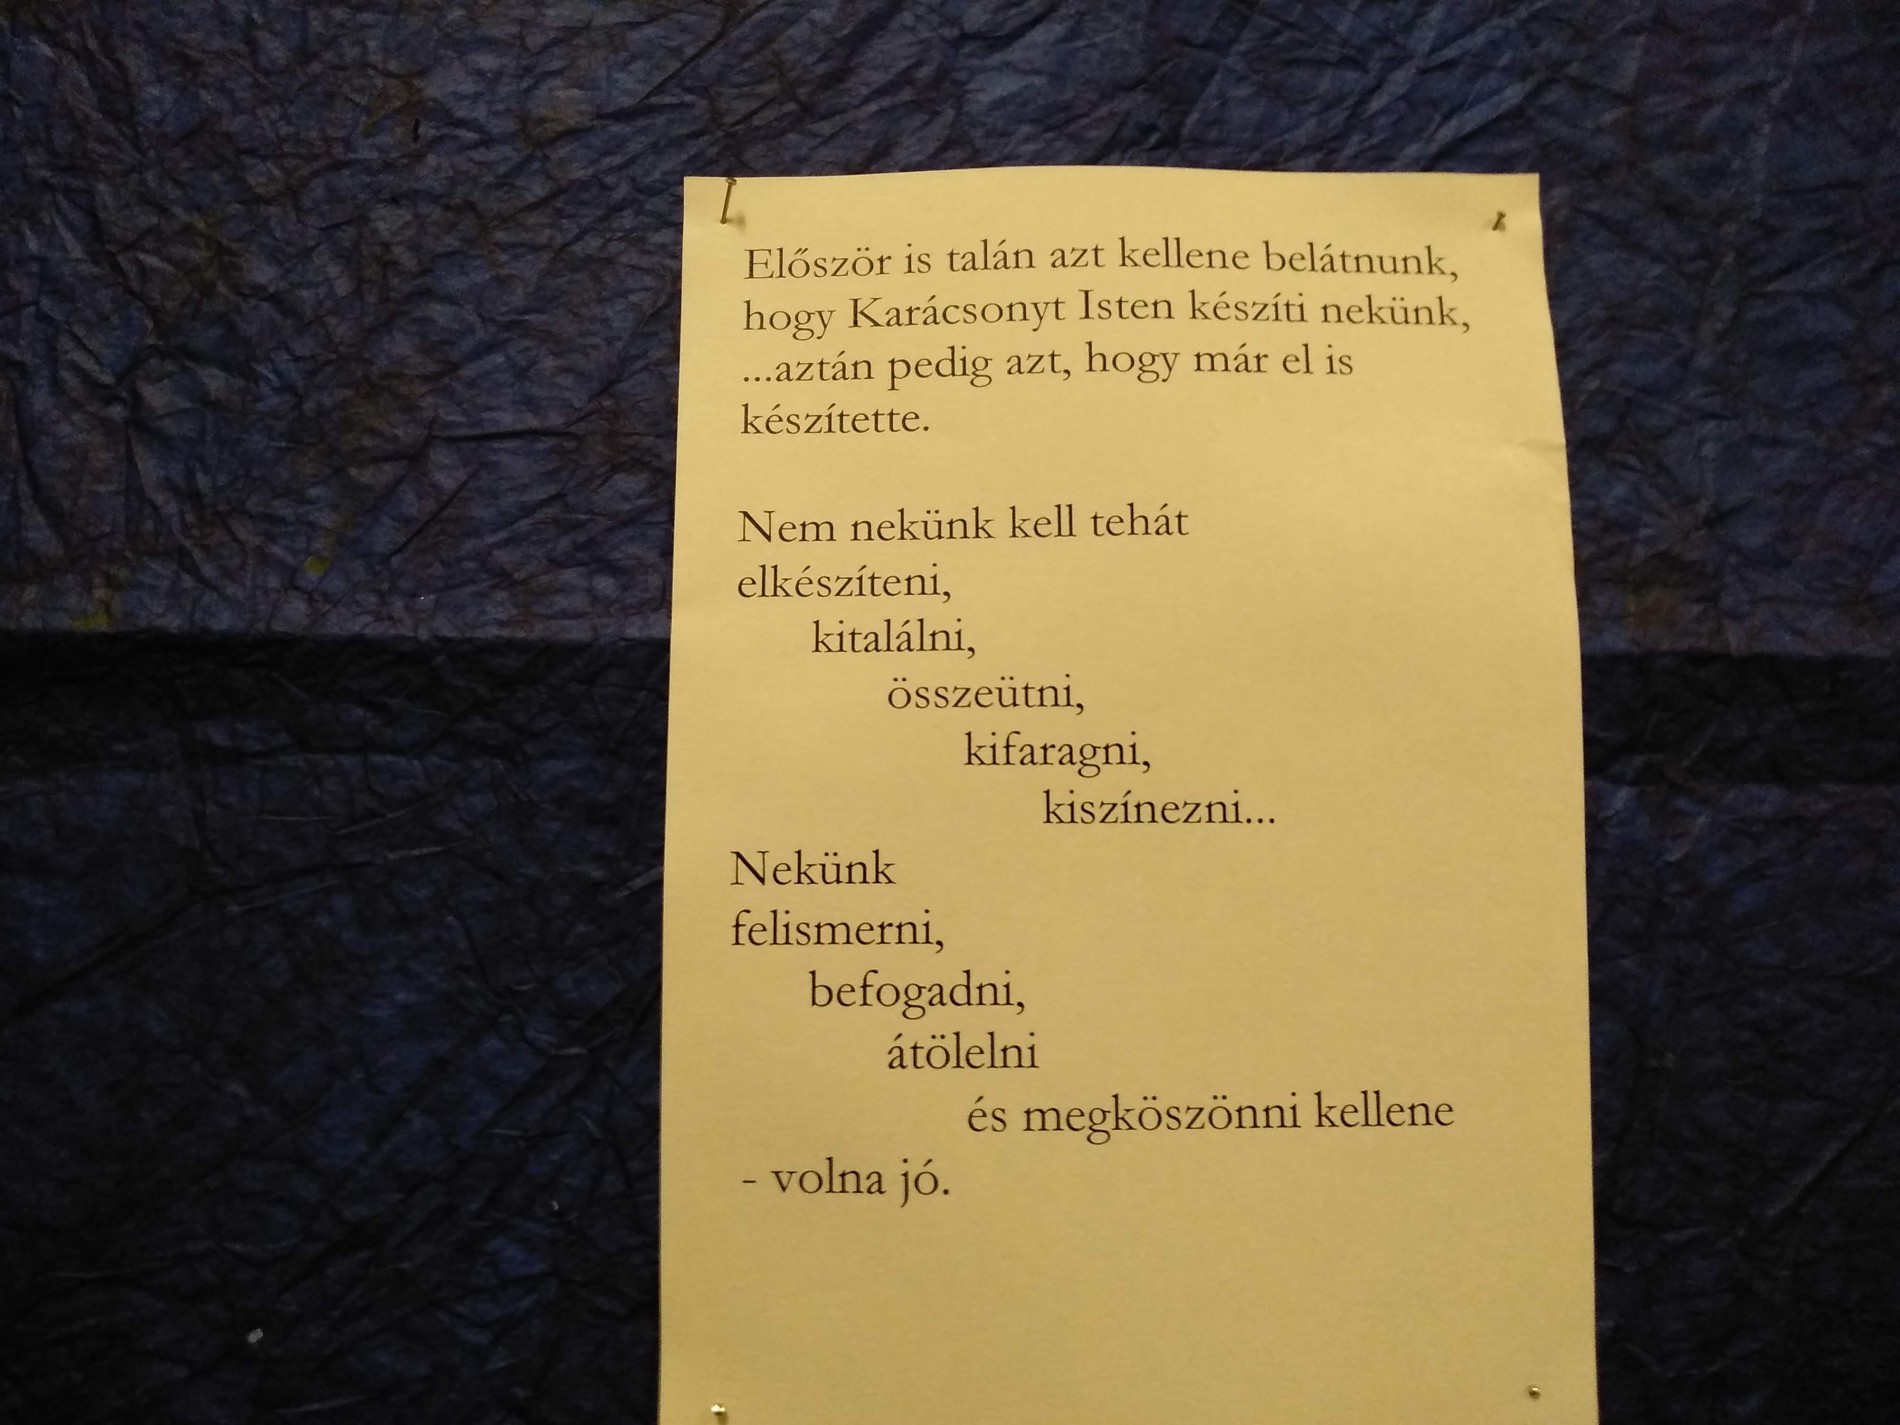 Először is talán azt kellene belátnunk,
hogy Karácsonyt Isten készíti nekünk,
...aztán pedig azt, hogy már el is
készítette.
Nem nekünk kell tehát
elkészíteni,
kitalálni,
összeütni,
kifaragni,
kiszínezni...
Nekünk
felismerni,
befogadni,
átölelni
és megköszönni kellene
- volna jó.